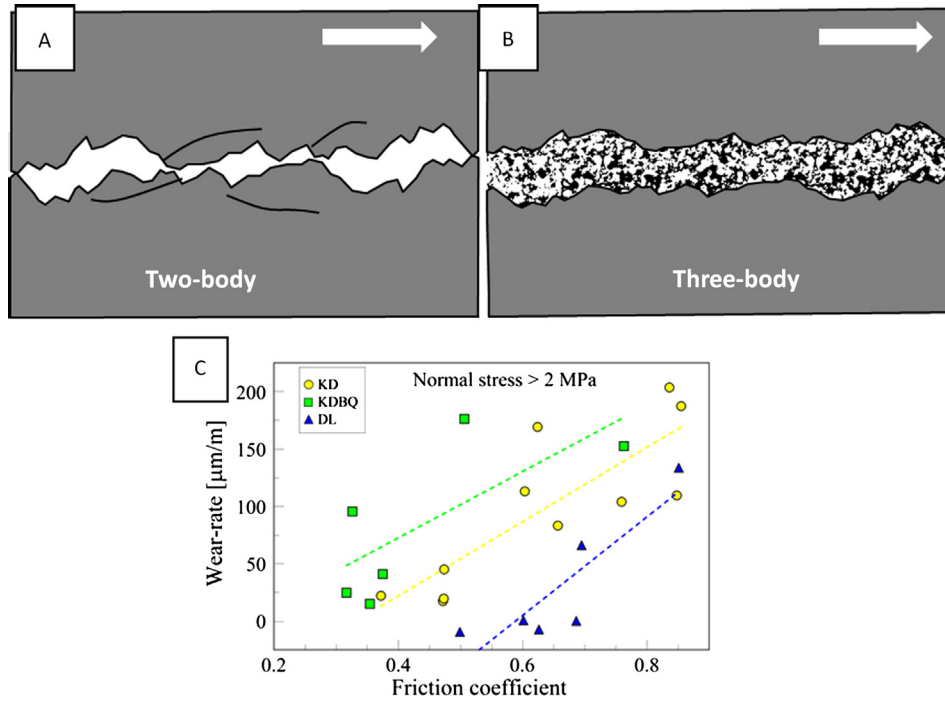 A
B
Two-body
Three-body
C
Normal stress > 2 MPa
KD
KDBQ
DL
200
150
100
50
0
Wear-rate [μm/m]
0.2 0.4 0.6 0.8
Friction coefficient